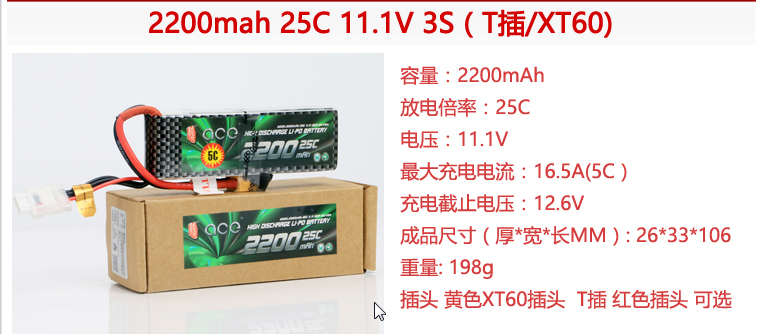 2200mah 25C 11.1V 3S ( T插/XT60)
容量：2200mAh
放电倍率：25C
电压：11.1V
最大充电电流：16.5A(5C )
充电截止电压：12.6V
成品尺寸（厚*宽*长MM）: 26*33*106
重量: 198g
插头 黄色XT60插头 T插 红色插头 可选
ace
HIGH DISCHARGE LI-PO BATTERY
5C
2200 25C
mAh
ace
HIGH DISCHARGE LI-PO BATTERY
2200 25C
mAh